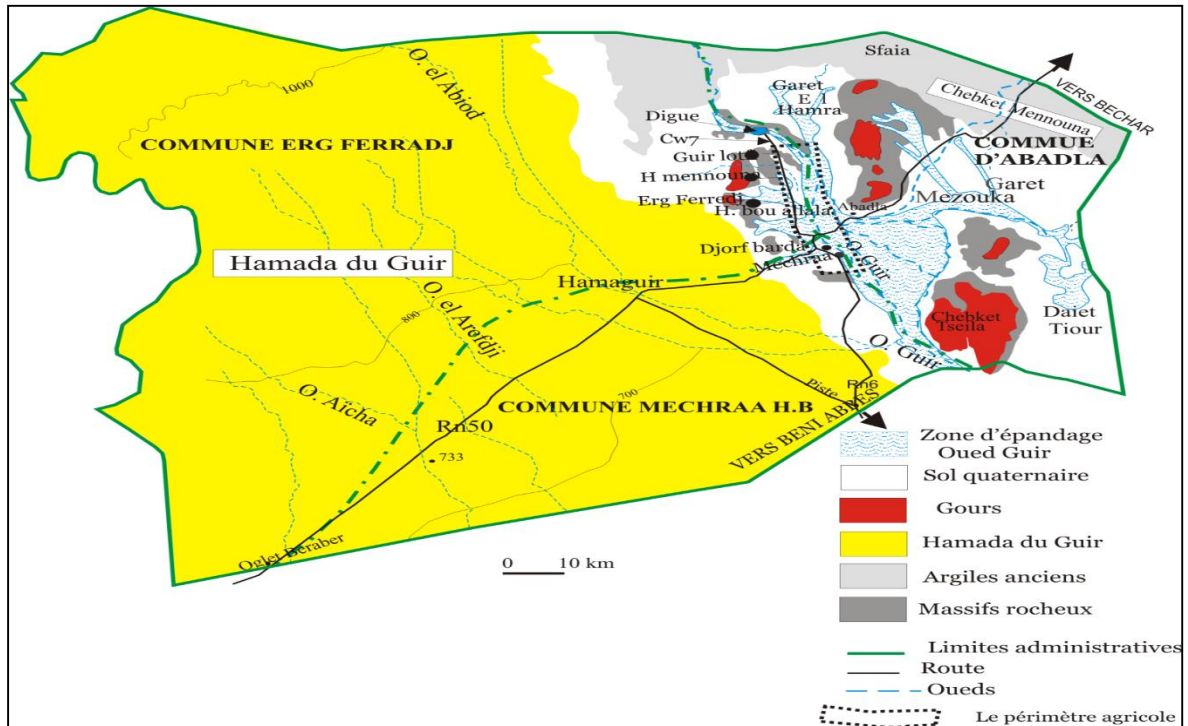 Sfaia
1000
O. el Abiod
Garet
E l
Hamra
Chebket Mennouna
VERS BECHAR
Digue
COMMUNE ERG FERRADJ
Cw7
COMMUE
D'ABADLA
Guir lot
H mennouna
Garet
Mezouka
Erg Ferredj
H. bou allala
Abadla
Djorf barda
Mechraa
O. Guir
Hamada du Guir
Hamaguir
Daiet
Tiour
800
O. el Arofdji
Chebket
Tseila
O. Guir
700
Piste
Rn6
O. Aïcha
COMMUNE MECHRAA H.B
Rn50
VERS BENI ABBES
733
Oglet Beraber
0 10 km
Zone d'épandage
Oued Guir
Sol quaternaire
Gours
Hamada du Guir
Argiles anciens
Massifs rocheux
Limites administratives
Route
Oueds
Le périmètre agricole